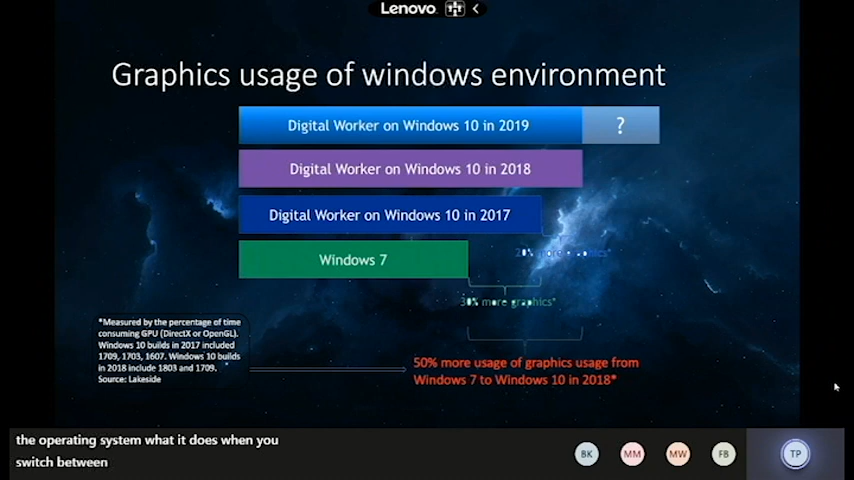 Lenovo
Graphics usage of windows environment
Digital Worker on Windows 10 in 2019
?
Digital Worker on Windows 10 in 2018
Digital Worker on Windows 10 in 2017
more graphics*
Windows 7
30% more graphics*
*Measured by the percentage of time
consuming GPU (DirectX or OpenGL).
Windows 10 builds in 2017 included
1709, 1703, 1607. Windows 10 builds
in 2018 include 1803 and 1709.
Source: Lakeside
50% more usage of graphics usage from
Windows 7 to Windows 10 in 2018*
the operating system what it does when you
switch between
BK
MM
MW
FB
TP